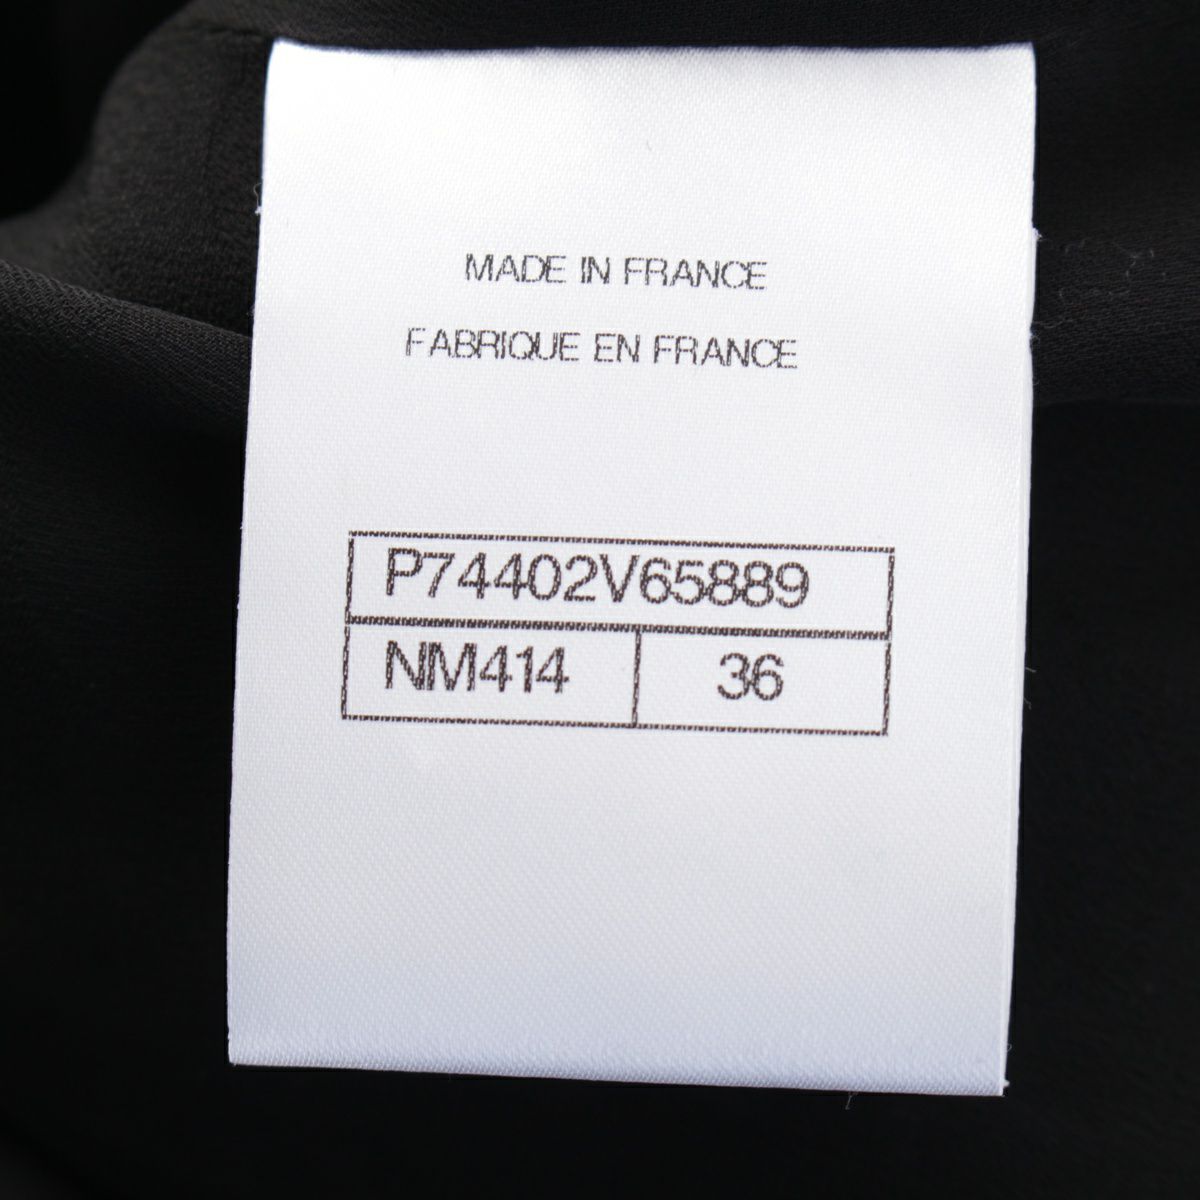 MADE IN FRANCE
FABRIQUE EN FRANCE
P74402V65889
NM414 36